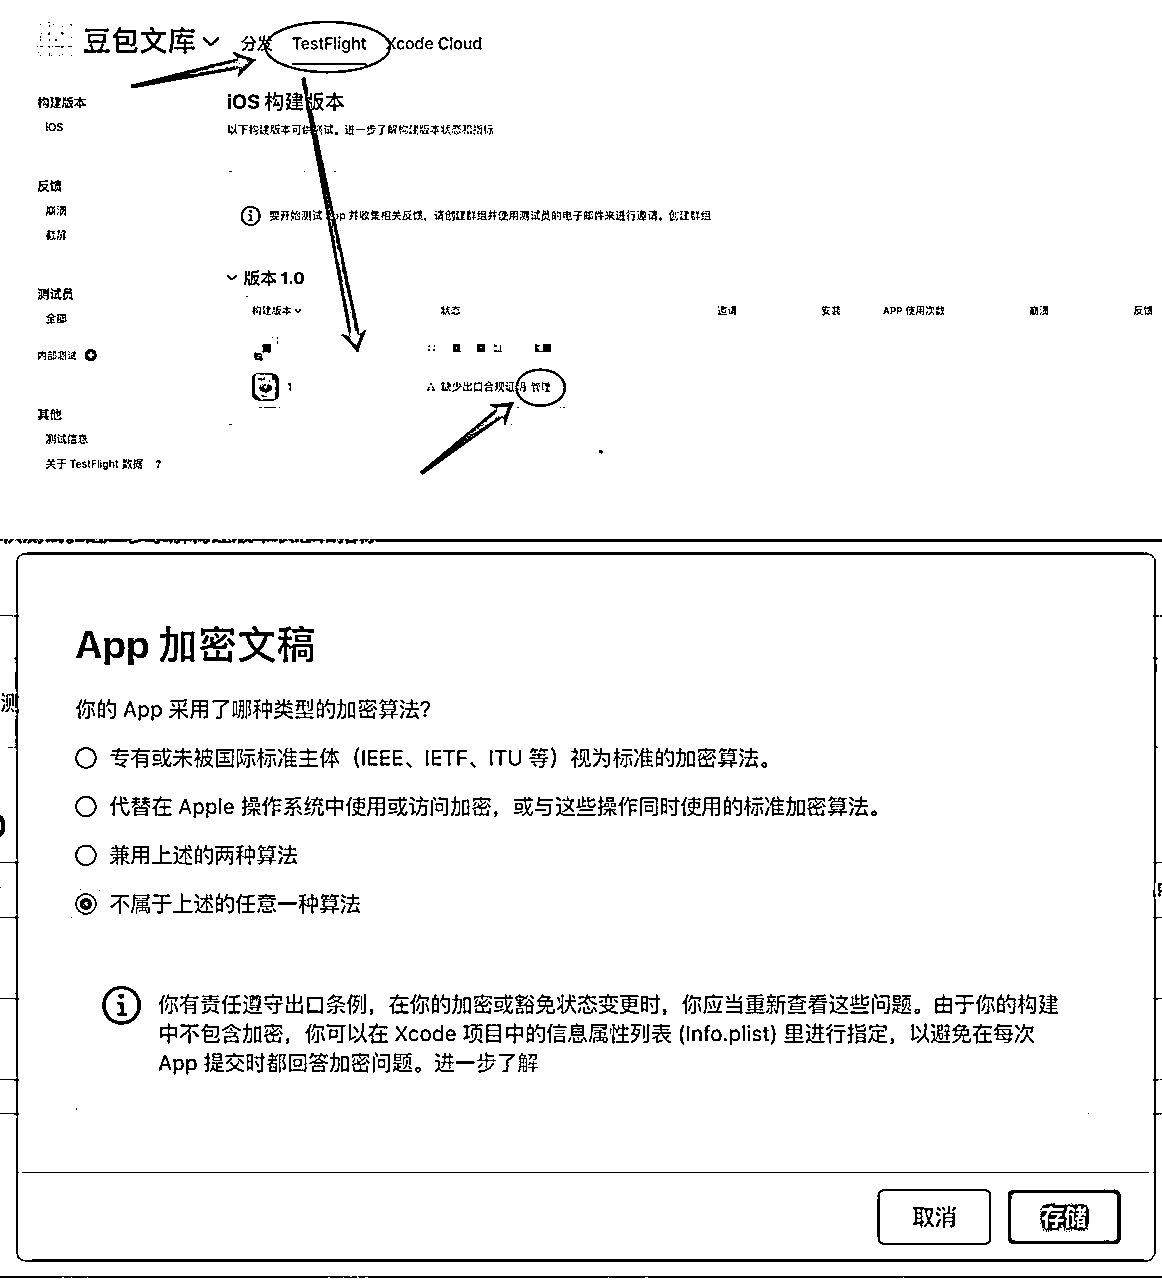 豆包文库 分发 TestFlight Xcode Cloud
构建版本
iOS
反馈
崩溃
截屏
测试员
全部
内部测试
其他
测试信息
关于 TestFlight 数据 ?
iOS 构建版本
以下构建版本可供测试。进一步了解构建版本状态和指标
要开始测试 App 并收集相关反馈,请创建群组并使用测试员的电子邮件来进行邀请。创建群组
版本 1.0
构建版本 状态 邀请 安装 APP 使用次数 崩溃 反馈
1 缺少出口合规证明 管理
App 加密文稿
你的 App 采用了哪种类型的加密算法?
专有或未被国际标准主体(IEEE、IETF、ITU 等)视为标准的加密算法。
代替在 Apple 操作系统中使用或访问加密,或与这些操作同时使用的标准加密算法。
兼用上述的两种算法
不属于上述的任意一种算法
你有责任遵守出口条例,在你的加密或豁免状态变更时,你应当重新查看这些问题。由于你的构建
中不包含加密,你可以在 Xcode 项目中的信息属性列表 (Info.plist) 里进行指定,以避免在每次
App 提交时都回答加密问题。进一步了解
取消 存储